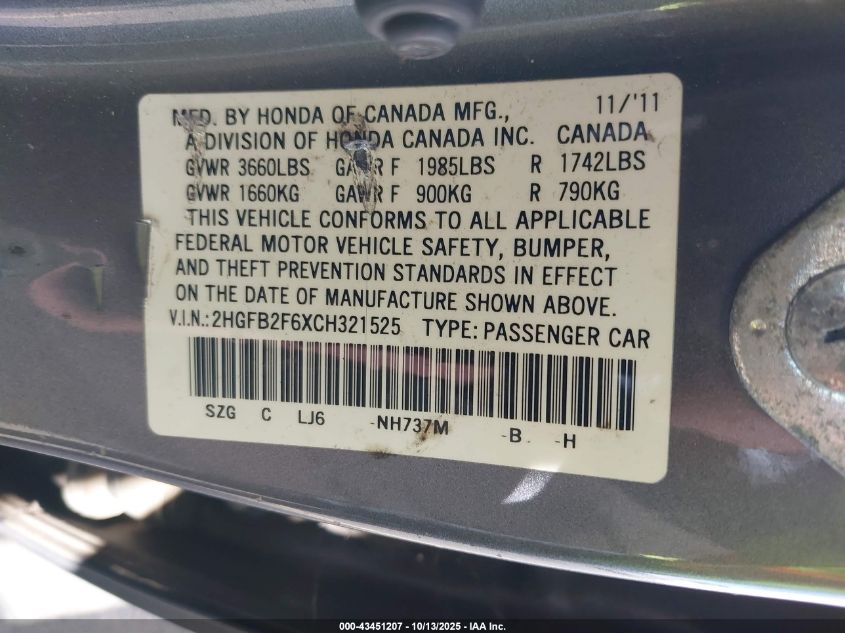 MFD. BY HONDA OF CANADA MFG., 11/'11
A DIVISION OF HONDA CANADA INC. CANADA
GVWR 3660LBS GAWR F 1985LBS R 1742LBS
GVWR 1660KG GAWR F 900KG R 790KG
THIS VEHICLE CONFORMS TO ALL APPLICABLE
FEDERAL MOTOR VEHICLE SAFETY, BUMPER,
AND THEFT PREVENTION STANDARDS IN EFFECT
ON THE DATE OF MANUFACTURE SHOWN ABOVE.
V.I.N.:2HGFB2F6XCH321525 TYPE:PASSENGER CAR
SZG C LJ6 -NH737M -B -H
000-43451207 - 10/13/2025 - IAA Inc.